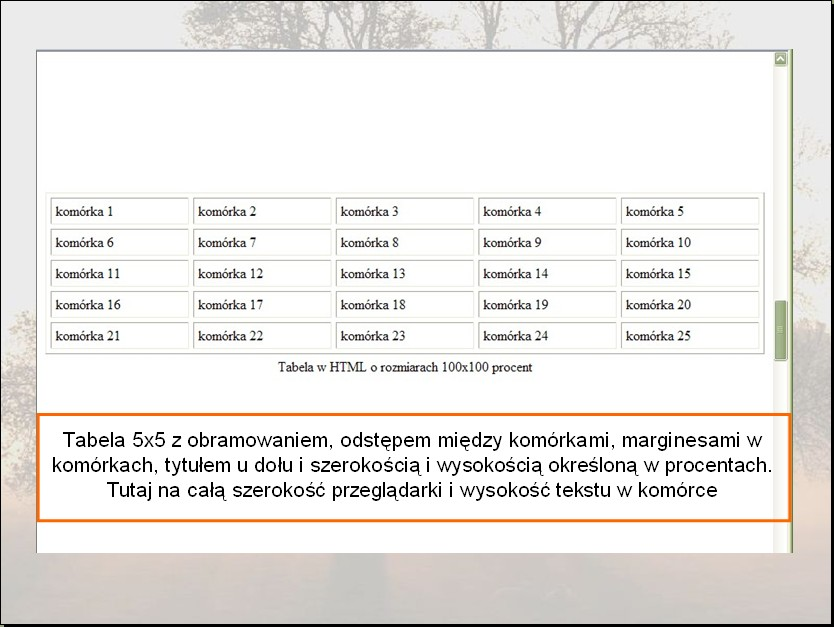 komórka 1 komórka 2 komórka 3 komórka 4 komórka 5
komórka 6 komórka 7 komórka 8 komórka 9 komórka 10
komórka 11 komórka 12 komórka 13 komórka 14 komórka 15
komórka 16 komórka 17 komórka 18 komórka 19 komórka 20
komórka 21 komórka 22 komórka 23 komórka 24 komórka 25
Tabela w HTML o rozmiarach 100x100 procent
Tabela 5x5 z obramowaniem, odstępem między komórkami, marginesami w
komórkach, tytułem u dołu i szerokością i wysokością określoną w procentach.
Tutaj na całą szerokość przeglądarki i wysokość tekstu w komórce